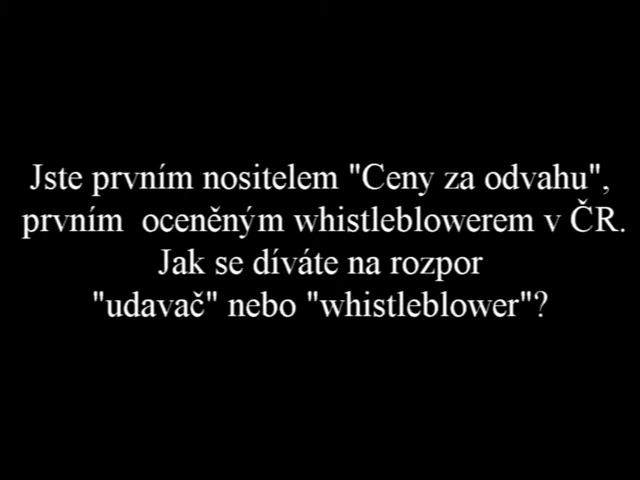 Jste prvním nositelem "Ceny za odvahu",
prvním oceněným whistleblowerem v ČR.
Jak se díváte na rozpor
"udavač" nebo "whistleblower"?